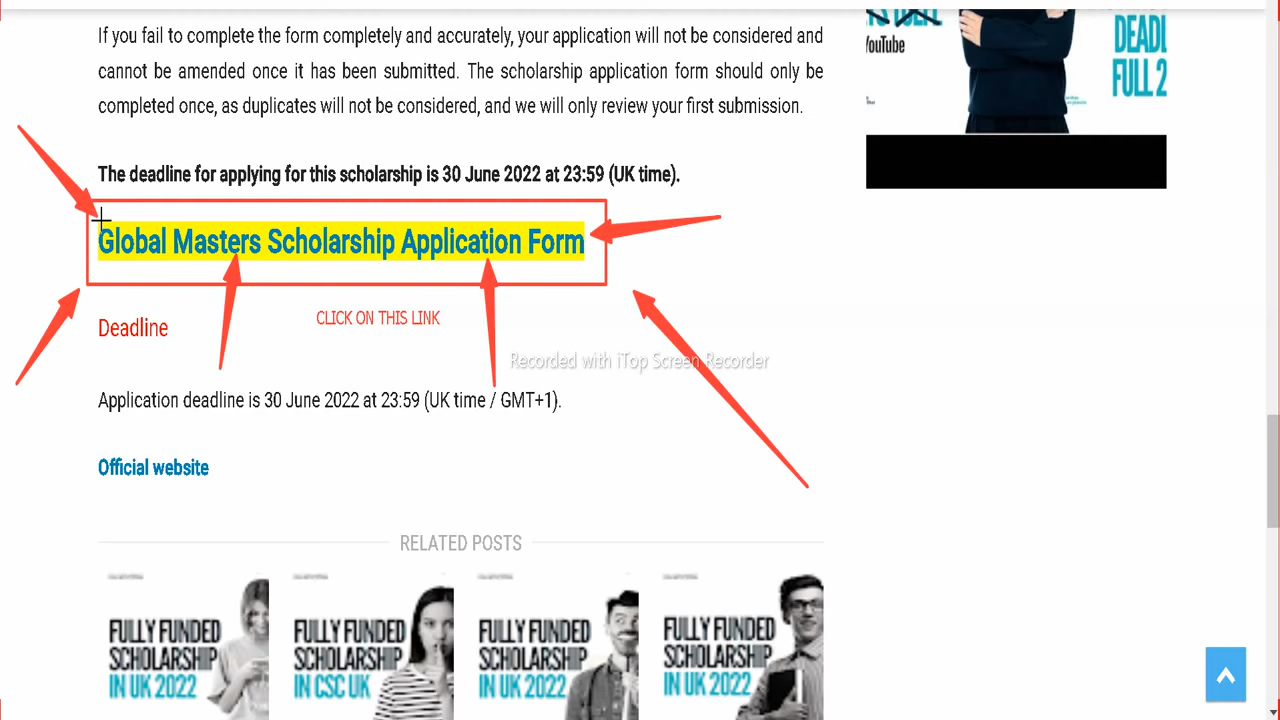 If you fail to complete the form completely and accurately, your application will not be considered and
cannot be amended once it has been submitted. The scholarship application form should only be
completed once, as duplicates will not be considered, and we will only review your first submission.
The deadline for applying for this scholarship is 30 June 2022 at 23:59 (UK time).
Global Masters Scholarship Application Form
Deadline
CLICK ON THIS LINK
Recorded with iTop Screen Recorder
Application deadline is 30 June 2022 at 23:59 (UK time / GMT+1).
Official website
RELATED POSTS
FULLY FUNDED
SCHOLARSHIP
IN UK 2022
FULLY FUNDED
SCHOLARSHIP
IN CSC UK
FULLY FUNDED
SCHOLARSHIP
IN UK 2022
FULLY FUNDED
SCHOLARSHIP
IN UK 2022
YouTube
DEADL
FULL 2